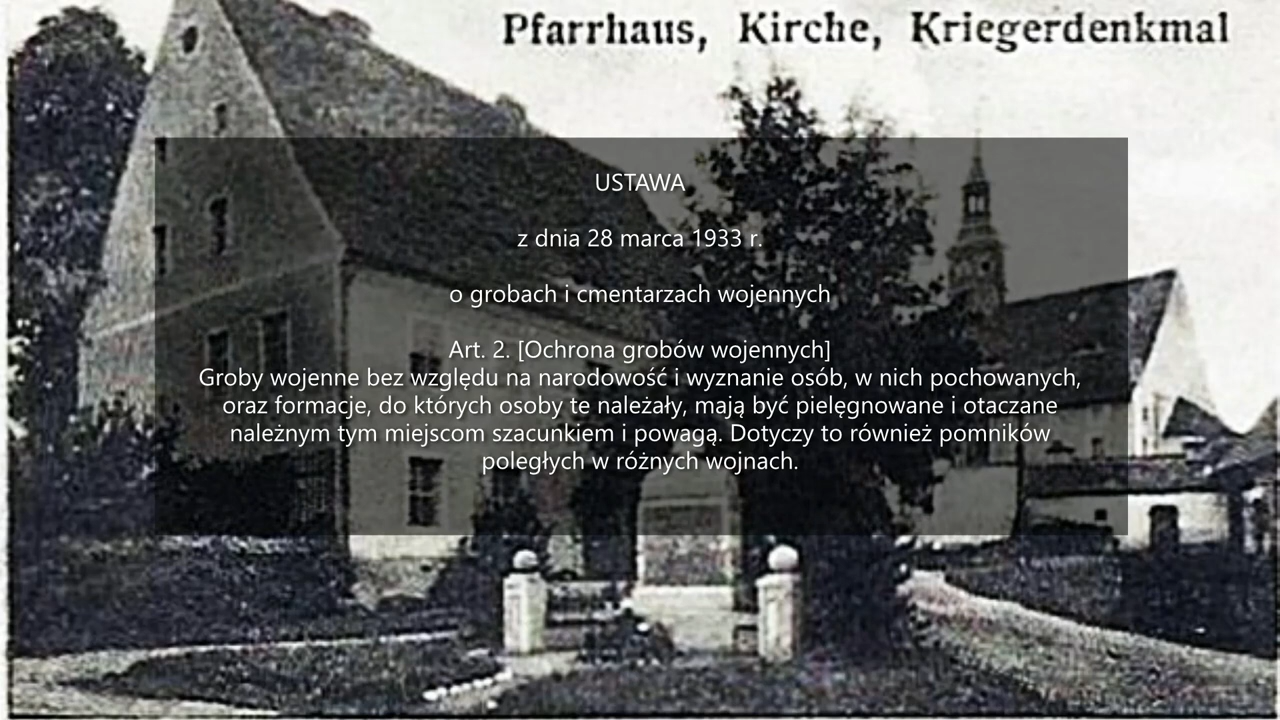 Pfarrhaus, Kirche, Kriegerdenkmal
USTAWA
z dnia 28 marca 1933 r.
o grobach i cmentarzach wojennych
Art. 2. [Ochrona grobów wojennych]
Groby wojenne bez względu na narodowość i wyznanie osób, w nich pochowanych,
oraz formacje, do których osoby te należały, mają być pielęgnowane i otaczane
należnym tym miejscom szacunkiem i powagą. Dotyczy to również pomników
poległych w różnych wojnach.